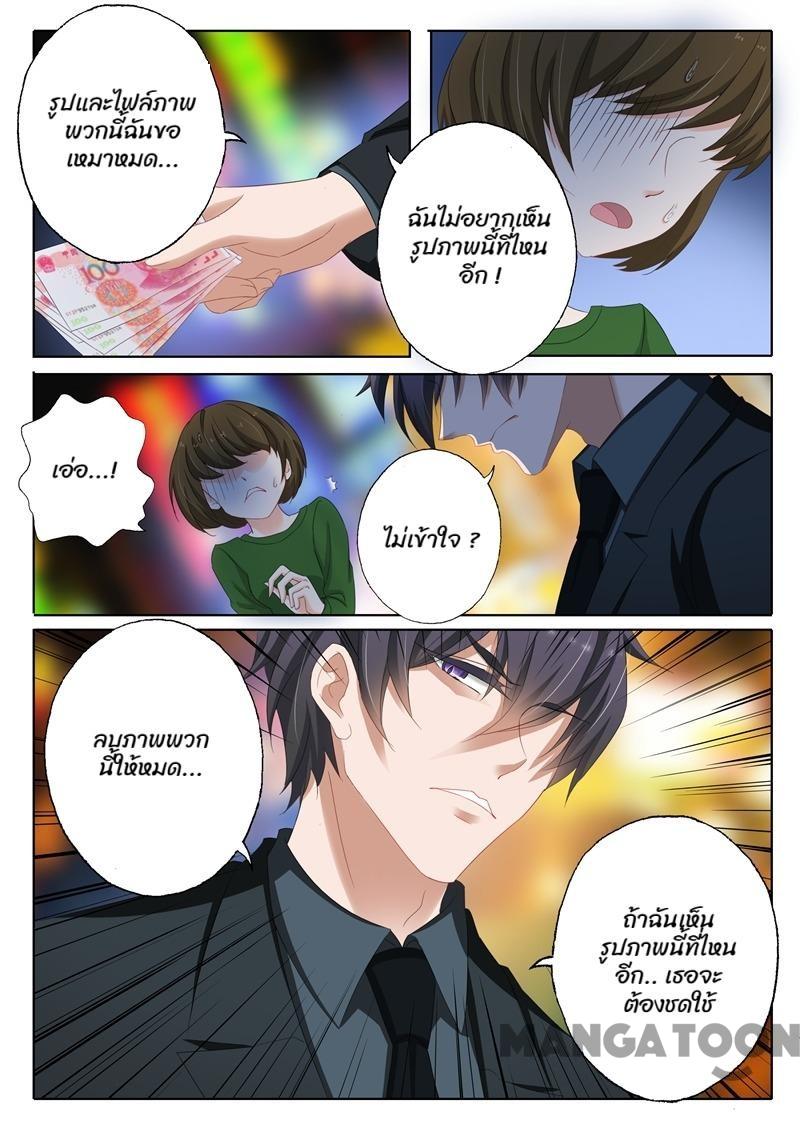 รูปและไฟล์ภาพ
พวกนี้ฉันขอ
เหมาหมด...
ฉันไม่อยากเห็น
รูปภาพนี้ที่ไหน
อีก !
100
100
เอ่อ...!
ไม่เข้าใจ ?
ลบภาพพวก
นี้ให้หมด...
ถ้าฉันเห็น
รูปภาพนี้ที่ไหน
อีก.. เธอจะ
ต้องชดใช้
MANGATOON